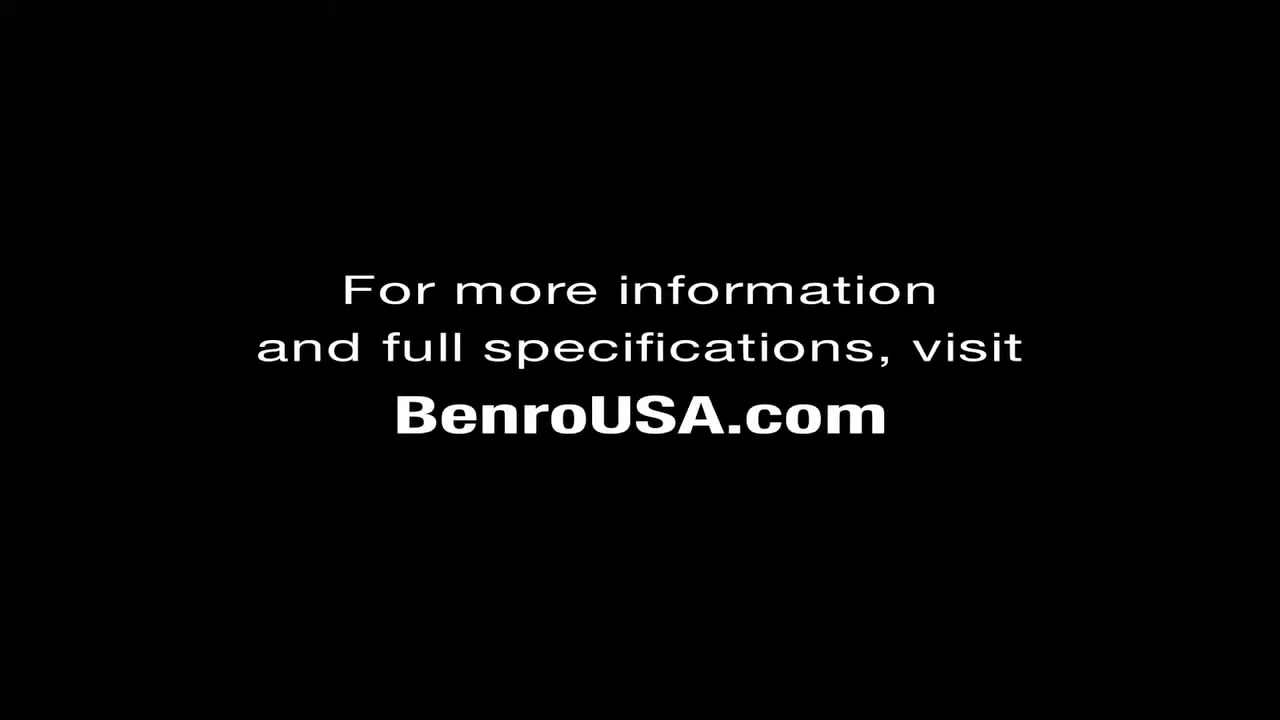 For more information
and full specifications, visit
BenroUSA.com